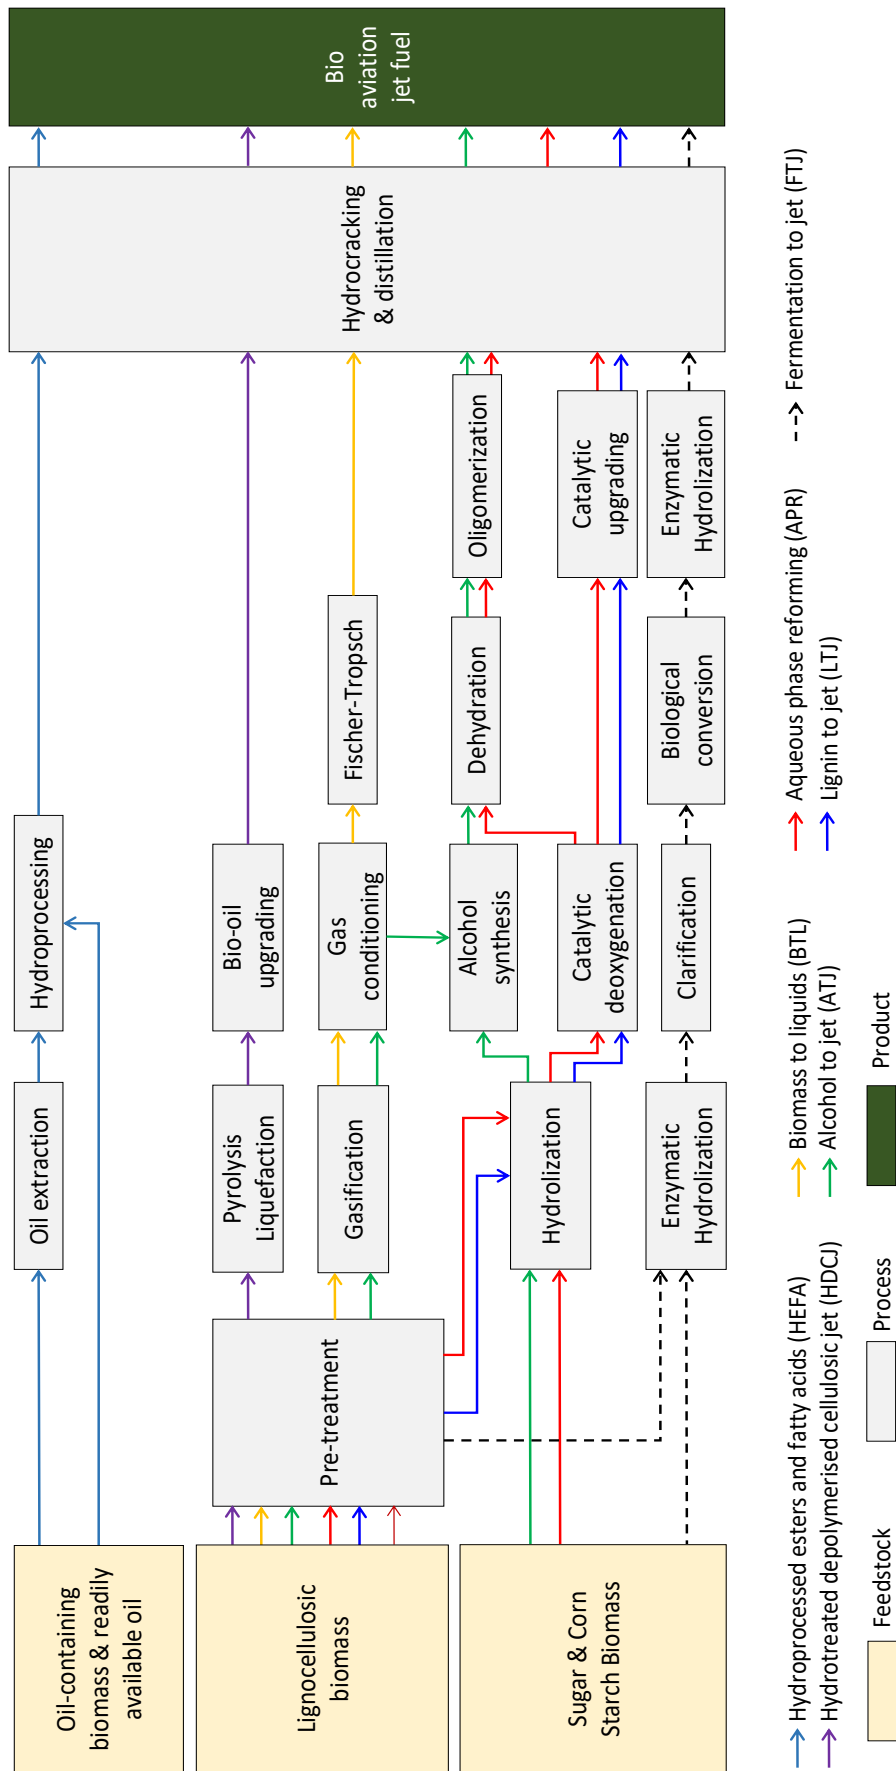 Oil-containing
biomass & readily
available oil
Oil extraction
Hydroprocessing
Lignocellulosic
biomass
Pre-treatment
Pyrolysis
Liquefaction
Bio-oil
upgrading
Gasification
Gas
conditioning
Fischer-Tropsch
Sugar & Corn
Starch Biomass
Hydrolization
Alcohol
synthesis
Dehydration
Oligomerization
Catalytic
deoxygenation
Catalytic
upgrading
Enzymatic
Hydrolization
Clarification
Biological
conversion
Enzymatic
Hydrolization
Hydrocracking
& distillation
Bio
aviation
jet fuel
Hydroprocessed esters and fatty acids (HEFA)
Hydrotreated depolymerised cellulosic jet (HDCJ)
Biomass to liquids (BTL)
Alcohol to jet (ATJ)
Aqueous phase reforming (APR)
Lignin to jet (LTJ)
Fermentation to jet (FTJ)
Feedstock
Process
Product